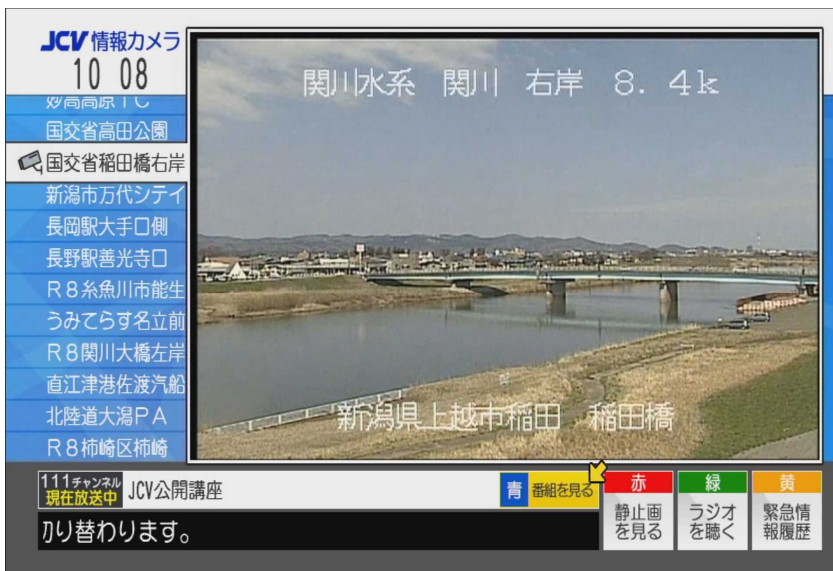 JCV 情報カメラ
10 08
妙高高原IC
国交省高田公園
国交省稲田橋右岸
新潟市万代シテイ
長岡駅大手口側
長野駅善光寺口
R8糸魚川市能生
うみてらす名立前
R8関川大橋左岸
直江津港佐渡汽船
北陸道大潟PA
R8柿崎区柿崎
関川水系 関川 右岸 8.4k
新潟県上越市稲田 稲田橋
111チャンネル
現在放送中
JCV公開講座
青 番組を見る
赤
静止画
を見る
緑
ラジオ
を聴く
黄
緊急情
報履歴
り替わります。